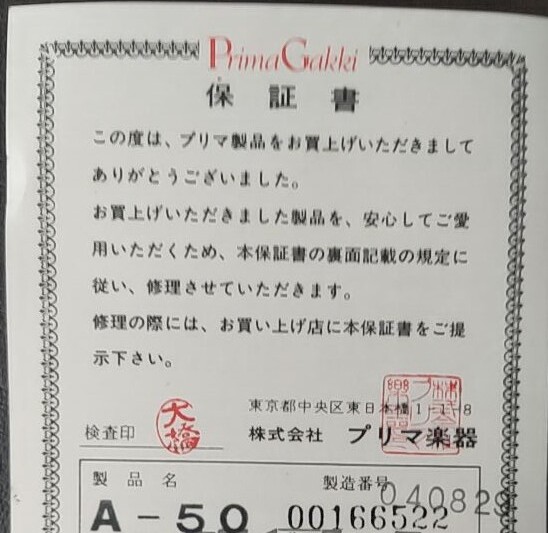 Prima Gakki
保証書
この度は、プリマ製品をお買上げいただきまして
ありがとうございました。
お買上げいただきました製品を、安心してご愛
用いただくため、本保証書の裏面記載の規定に
従い、修理させていただきます。
修理の際には、お買い上げ店に本保証書をご提
示下さい。
東京都中央区東日本橋1-1-8
検査印 大橋 株式会社 プリマ楽器
製品名 製造番号
040829
A-50 00166522